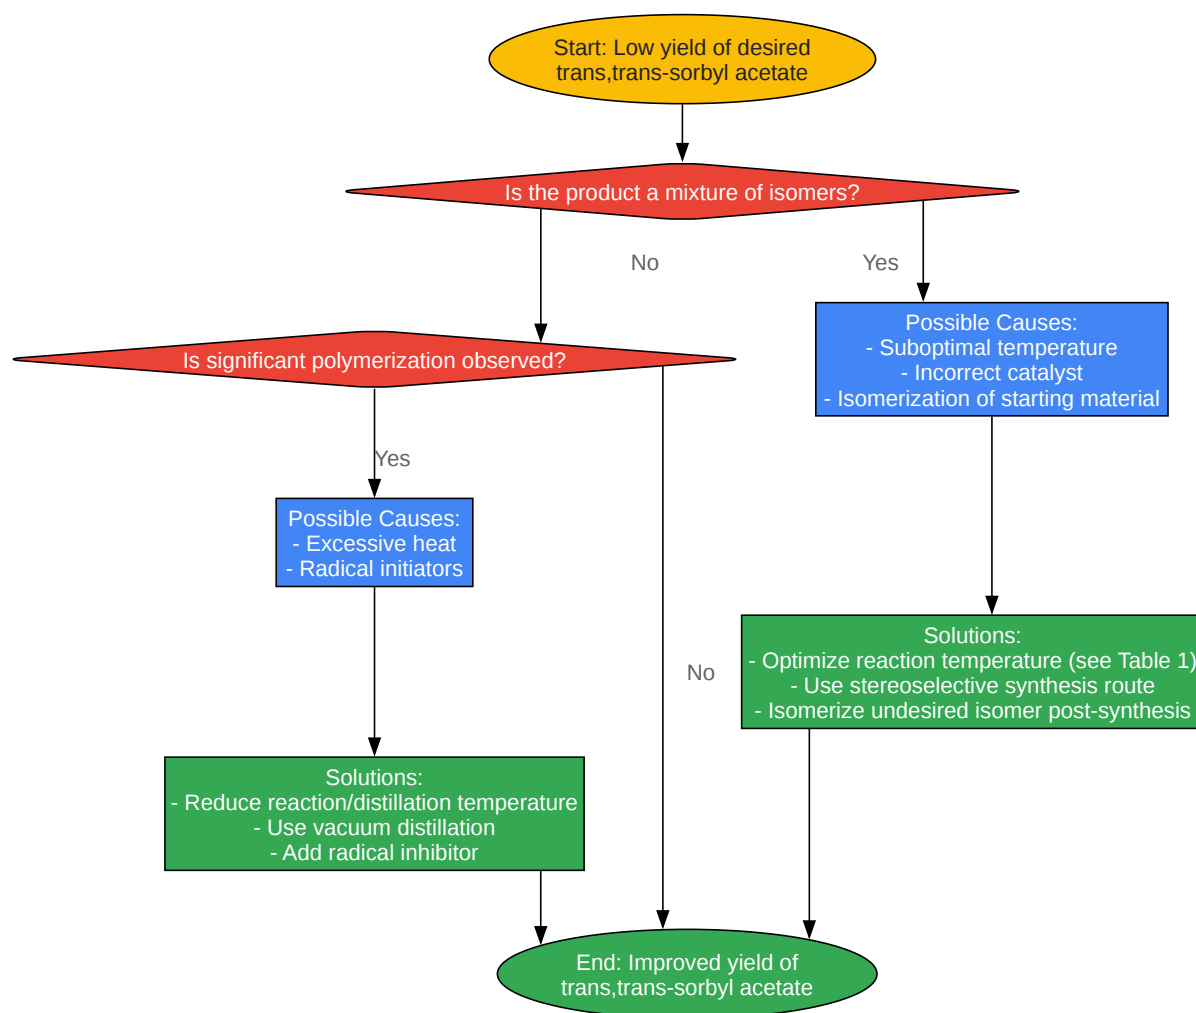 Start: Low yield of desired
trans,trans-sorbyl acetate
Is the product a mixture of isomers?
No
Yes
Possible Causes:
- Suboptimal temperature
- Incorrect catalyst
- Isomerization of starting material
Is significant polymerization observed?
Yes
Possible Causes:
- Excessive heat
- Radical initiators
No
Solutions:
- Optimize reaction temperature (see Table 1)
- Use stereoselective synthesis route
- Isomerize undesired isomer post-synthesis
Solutions:
- Reduce reaction/distillation temperature
- Use vacuum distillation
- Add radical inhibitor
End: Improved yield of
trans,trans-sorbyl acetate